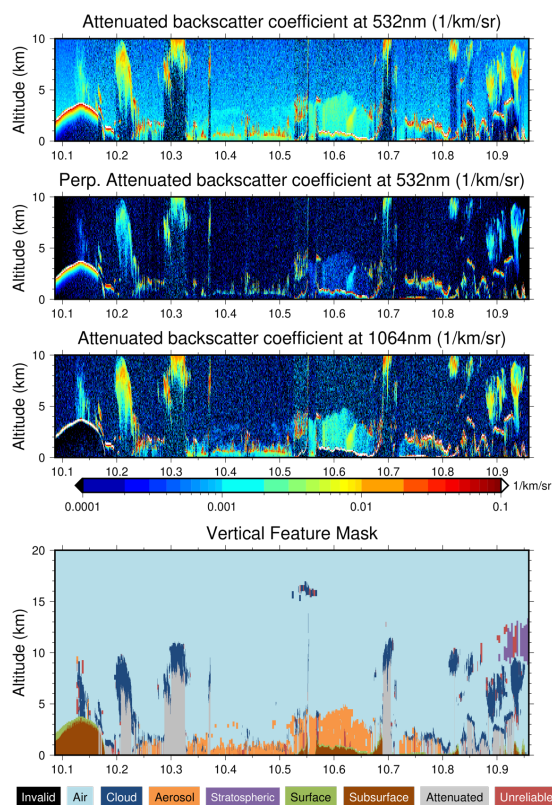 Attenuated backscatter coefficient at 532nm (1/km/sr)
10
5
0
Altitude (km)
10.1 10.2 10.3 10.4 10.5 10.6 10.7 10.8 10.9
Perp. Attenuated backscatter coefficient at 532nm (1/km/sr)
10
5
0
Altitude (km)
10.1 10.2 10.3 10.4 10.5 10.6 10.7 10.8 10.9
Attenuated backscatter coefficient at 1064nm (1/km/sr)
10
5
0
Altitude (km)
10.1 10.2 10.3 10.4 10.5 10.6 10.7 10.8 10.9
1/km/sr
0.0001 0.001 0.01 0.1
Vertical Feature Mask
20
15
10
5
0
Altitude (km)
10.1 10.2 10.3 10.4 10.5 10.6 10.7 10.8 10.9
Invalid Air Cloud Aerosol Stratospheric Surface Subsurface Attenuated Unreliable